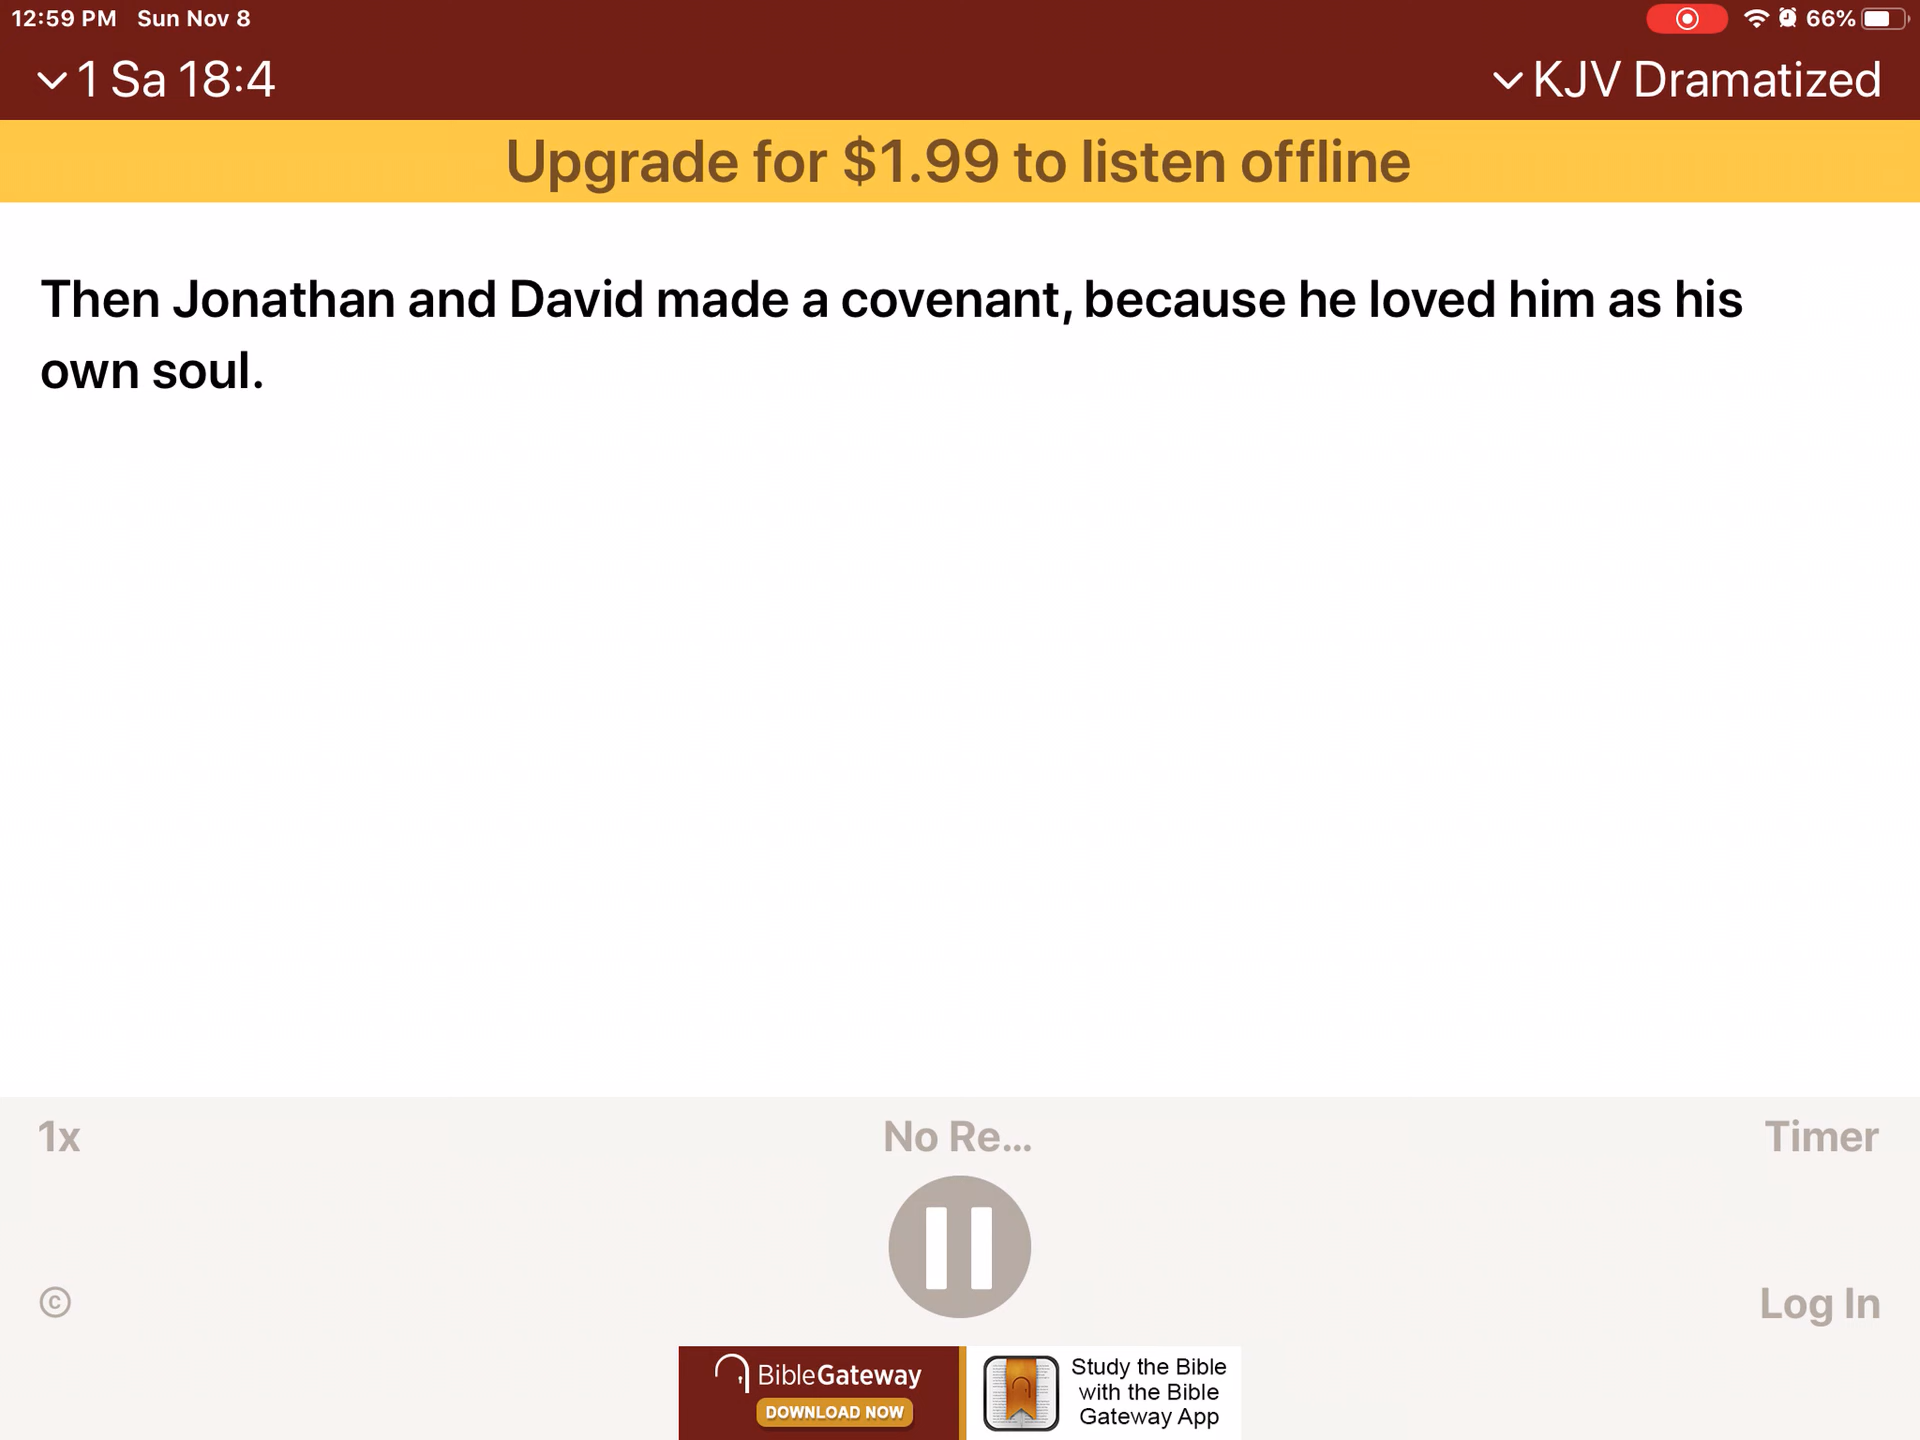 12:59 PM Sun Nov 8
66%
1 Sa 18:4
KJV Dramatized
Upgrade for $1.99 to listen offline
Then Jonathan and David made a covenant, because he loved him as his
own soul.
1x
No Re...
Timer
©
Log In
BibleGateway
DOWNLOAD NOW
Study the Bible
with the Bible
Gateway App